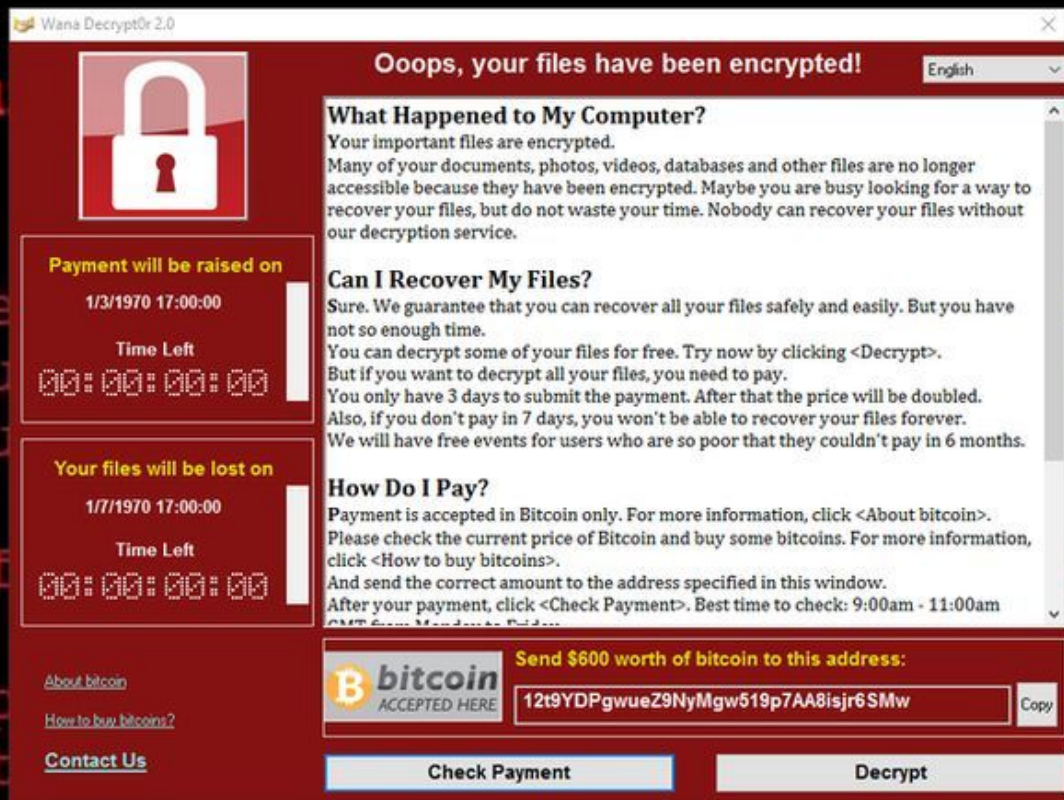 Wana Decrypt0r 2.0
Ooops, your files have been encrypted!
English
What Happened to My Computer?
Your important files are encrypted.
Many of your documents, photos, videos, databases and other files are no longer
accessible because they have been encrypted. Maybe you are busy looking for a way to
recover your files, but do not waste your time. Nobody can recover your files without
our decryption service.
Can I Recover My Files?
Sure. We guarantee that you can recover all your files safely and easily. But you have
not so enough time.
You can decrypt some of your files for free. Try now by clicking <Decrypt>.
But if you want to decrypt all your files, you need to pay.
You only have 3 days to submit the payment. After that the price will be doubled.
Also, if you don't pay in 7 days, you won't be able to recover your files forever.
We will have free events for users who are so poor that they couldn't pay in 6 months.
How Do I Pay?
Payment is accepted in Bitcoin only. For more information, click <About bitcoin>.
Please check the current price of Bitcoin and buy some bitcoins. For more information,
click <How to buy bitcoins>.
And send the correct amount to the address specified in this window.
After your payment, click <Check Payment>. Best time to check: 9:00am - 11:00am
GMT from Monday to Friday
Payment will be raised on
1/3/1970 17:00:00
Time Left
00:00:00:00
Your files will be lost on
1/7/1970 17:00:00
Time Left
00:00:00:00
About bitcoin
How to buy bitcoins?
Contact Us
bitcoin
ACCEPTED HERE
Send $600 worth of bitcoin to this address:
12t9YDPgwueZ9NyMgw519p7AA8isjr6SMw
Copy
Check Payment
Decrypt